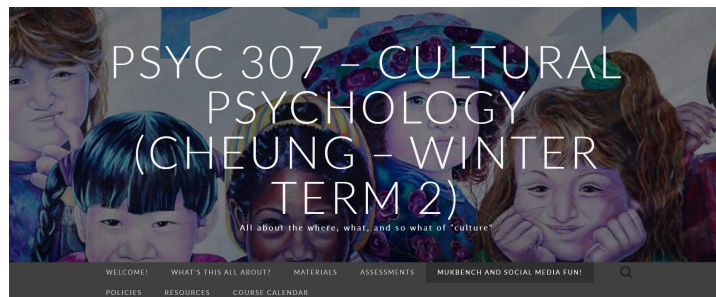 PSYC 307 – CULTURAL
PSYCHOLOGY
(CHEUNG – WINTER
TERM 2)
All about the where, what, and so what of "culture"
WELCOME! WHAT'S THIS ALL ABOUT? MATERIALS ASSESSMENTS MUKBENCH AND SOCIAL MEDIA FUN!
POLICIES RESOURCES COURSE CALENDAR